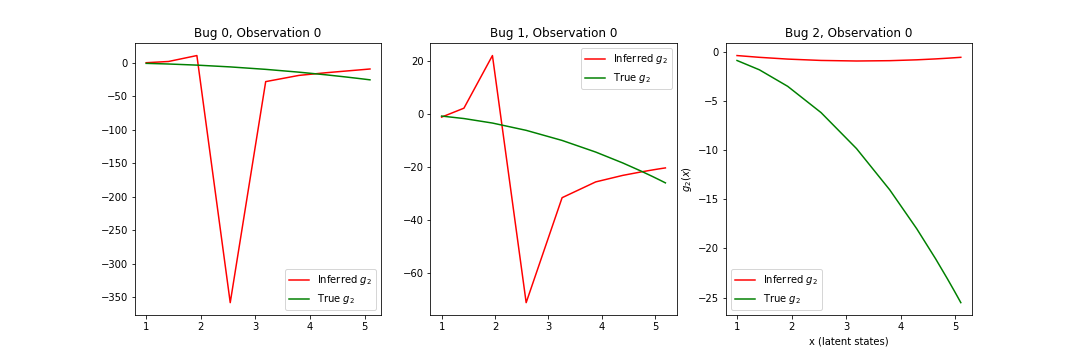 Bug 0, Observation 0
0
−50
−100
−150
−200
−250
−300
−350
1 2 3 4 5
Inferred g₂
True g₂
Bug 1, Observation 0
20
0
−20
−40
−60
1 2 3 4 5
Inferred g₂
True g₂
Bug 2, Observation 0
g₂(x)
0
−5
−10
−15
−20
−25
1 2 3 4 5
x (latent states)
Inferred g₂
True g₂